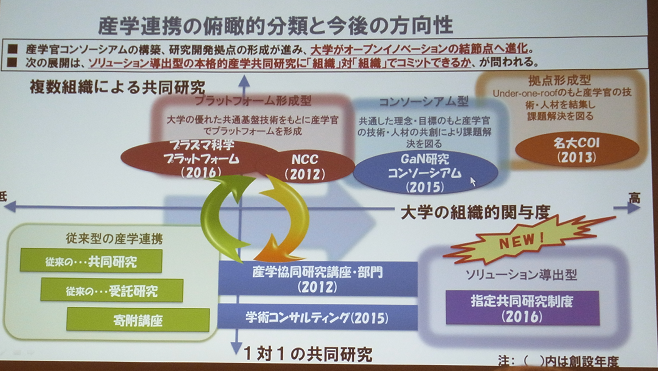 産学連携の俯瞰的分類と今後の方向性
■ 産学官コンソーシアムの構築、研究開発拠点の形成が進み、大学がオープンイノベーションの結節点へ進化。
■ 次の展開は、ソリューション導出型の本格的産学共同研究に「組織」対「組織」でコミットできるか、が問われる。
複数組織による共同研究
プラットフォーム形成型
大学の優れた共通基盤技術をもとに産学官
でプラットフォームを形成
プラズマ科学
プラットフォーム
(2016)
NCC
(2012)
コンソーシアム型
共通した理念・目標のもと産学官
の技術・人材の共創により課題解
決を図る
GaN研究
コンソーシアム
(2015)
拠点形成型
Under-one-roofのもと産学官の技
術・人材を結集し
課題解決を図る
名大COI
(2013)
低
高
大学の組織的関与度
従来型の産学連携
従来の…共同研究
従来の…受託研究
寄附講座
産学協同研究講座・部門
(2012)
学術コンサルティング(2015)
NEW!
ソリューション導出型
指定共同研究制度
(2016)
1対1の共同研究
注: ( )内は創設年度